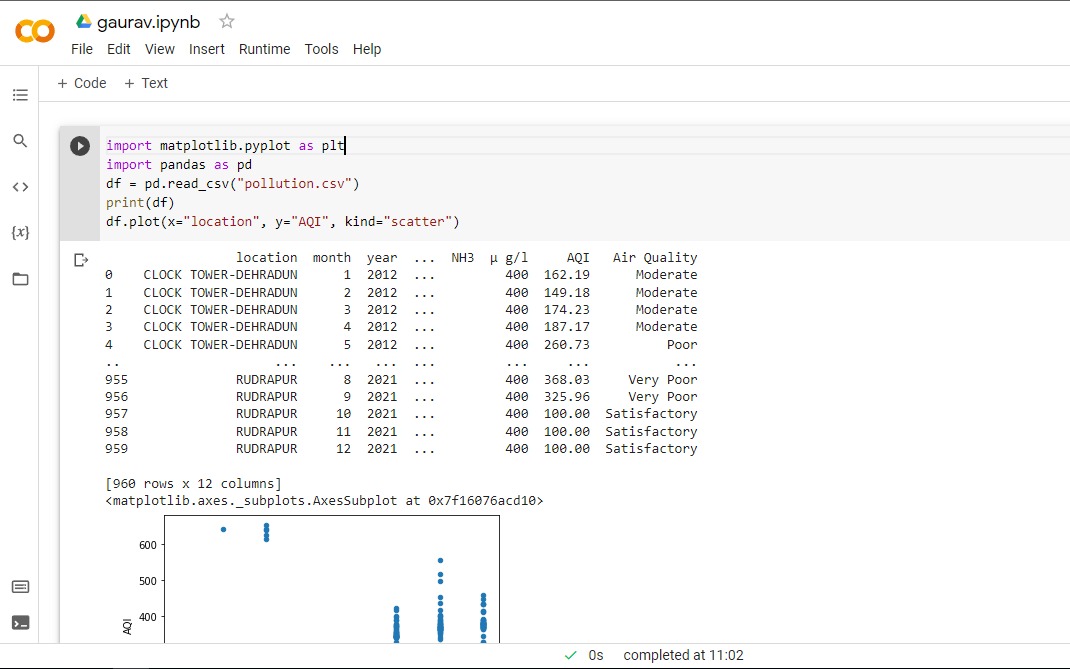 gaurav.ipynb
File Edit View Insert Runtime Tools Help
+ Code + Text
import matplotlib.pyplot as plt
import pandas as pd
df = pd.read_csv("pollution.csv")
print(df)
df.plot(x="location", y="AQI", kind="scatter")
location month year ... NH3 µ g/l AQI Air Quality
0 CLOCK TOWER-DEHRADUN 1 2012 ... 400 162.19 Moderate
1 CLOCK TOWER-DEHRADUN 2 2012 ... 400 149.18 Moderate
2 CLOCK TOWER-DEHRADUN 3 2012 ... 400 174.23 Moderate
3 CLOCK TOWER-DEHRADUN 4 2012 ... 400 187.17 Moderate
4 CLOCK TOWER-DEHRADUN 5 2012 ... 400 260.73 Poor
.. ... ... ... ... ... ... ...
955 RUDRAPUR 8 2021 ... 400 368.03 Very Poor
956 RUDRAPUR 9 2021 ... 400 325.96 Very Poor
957 RUDRAPUR 10 2021 ... 400 100.00 Satisfactory
958 RUDRAPUR 11 2021 ... 400 100.00 Satisfactory
959 RUDRAPUR 12 2021 ... 400 100.00 Satisfactory
[960 rows x 12 columns]
<matplotlib.axes._subplots.AxesSubplot at 0x7f16076acd10>
600
500
400
AQI
{x}
0s completed at 11:02